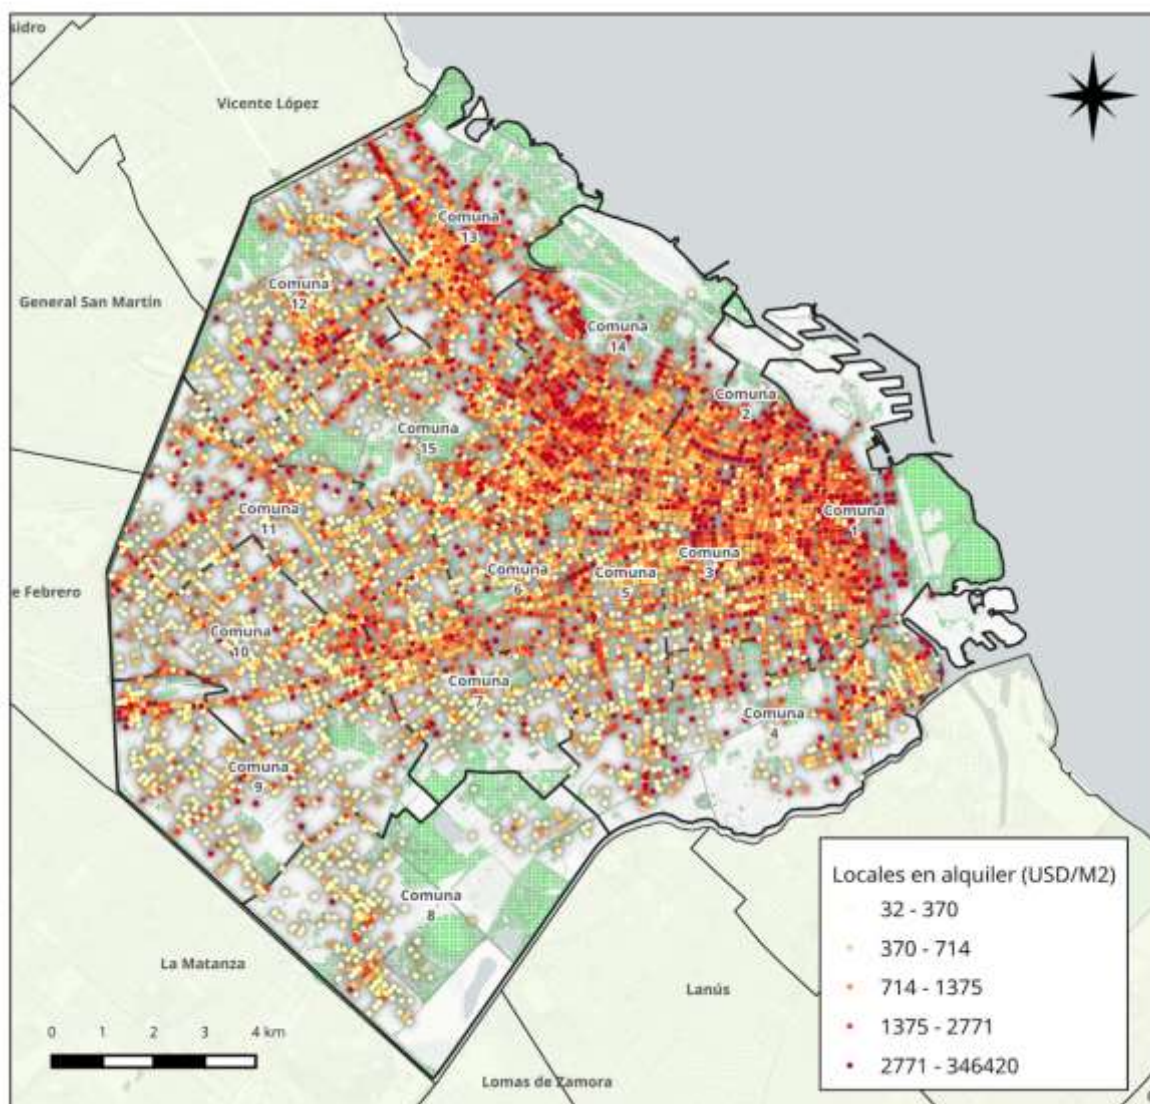 Vicente López
Comuna
13
Comuna
12
General San Martín
Comuna
14
Comuna
2
Comuna
15
Comuna
11
Comuna
1
Comuna
3
Comuna
6
Comuna
5
e Febrero
Comuna
10
Comuna
7
Comuna
4
Comuna
9
Comuna
8
La Matanza
Lanús
Lomas de Zamora
0 1 2 3 4 km
Locales en alquiler (USD/M2)
32 - 370
370 - 714
714 - 1375
1375 - 2771
2771 - 346420